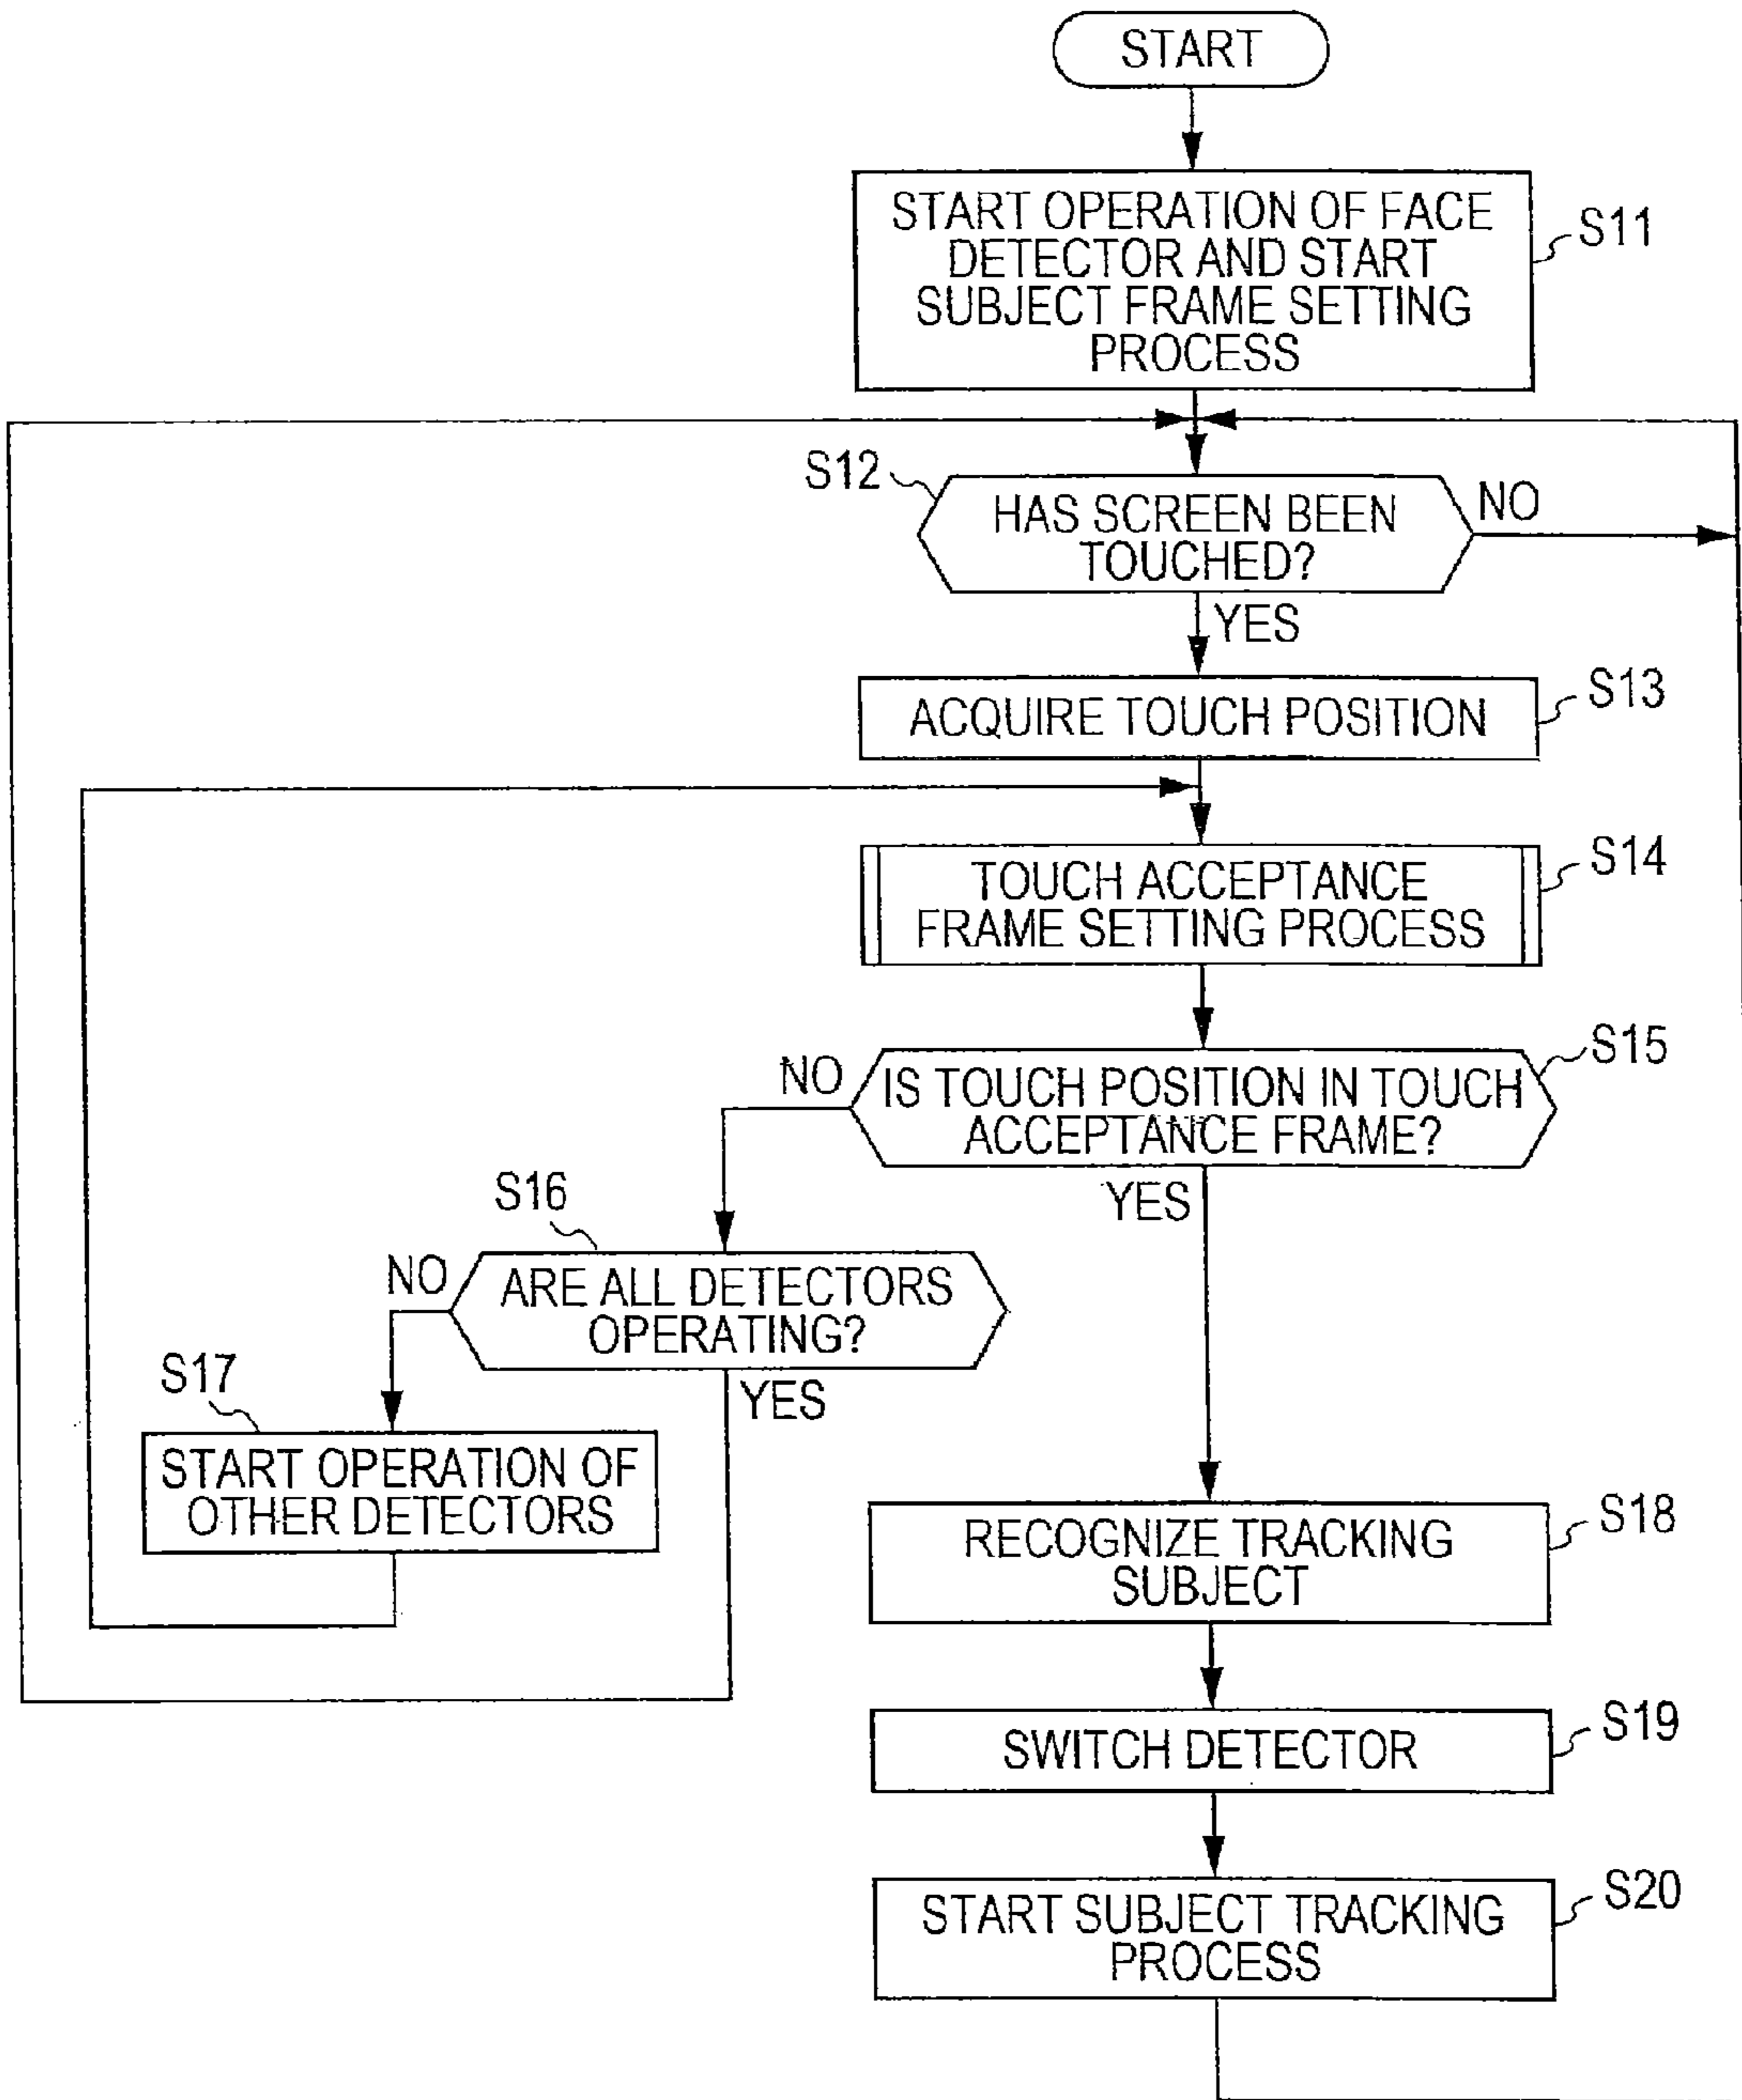 START
START OPERATION OF FACE
DETECTOR AND START
SUBJECT FRAME SETTING
PROCESS
S11
S12
HAS SCREEN BEEN
TOUCHED?
NO
YES
ACQUIRE TOUCH POSITION
S13
TOUCH ACCEPTANCE
FRAME SETTING PROCESS
S14
S15
NO
IS TOUCH POSITION IN TOUCH
ACCEPTANCE FRAME?
YES
S16
NO
ARE ALL DETECTORS
OPERATING?
YES
S17
START OPERATION OF
OTHER DETECTORS
RECOGNIZE TRACKING
SUBJECT
S18
SWITCH DETECTOR
S19
START SUBJECT TRACKING
PROCESS
S20